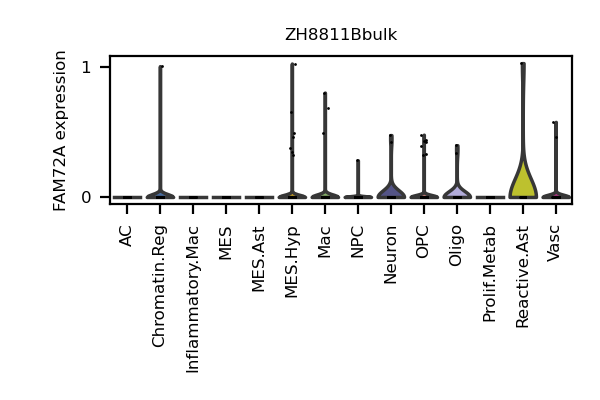 ZH8811Bbulk
FAM72A expression
1
0
AC
Chromatin.Reg
Inflammatory.Mac
MES
MES.Ast
MES.Hyp
Mac
NPC
Neuron
OPC
Oligo
Prolif.Metab
Reactive.Ast
Vasc